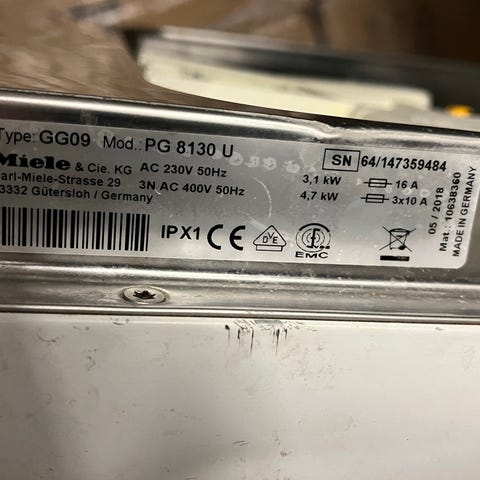 Type: GG09 Mod.: PG 8130 U
SN 64/147359484
Miele & Cie. KG AC 230V 50Hz 3,1 kW 16 A
Carl-Miele-Strasse 29 3N AC 400V 50Hz 4,7 kW 3x10 A
33332 Gütersloh / Germany
IPX1 CE VDE EMC
05 / 2018
Mat.: 10638360
MADE IN GERMANY